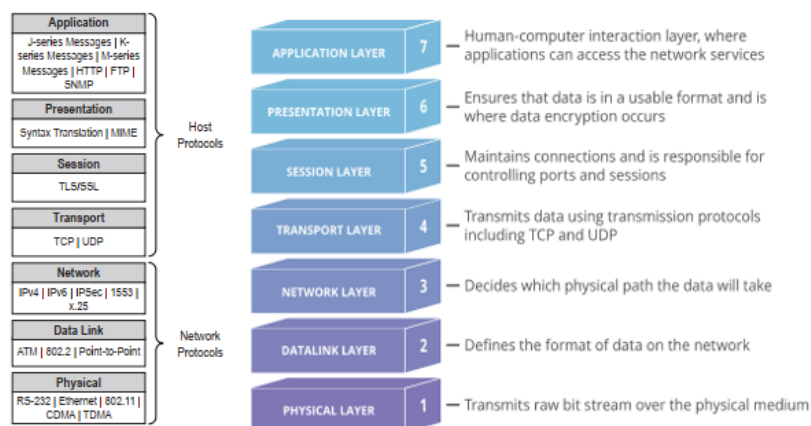 Application
J-series Messages | K-
series Messages | M-series
Messages | HTTP | FTP |
SNMP
Presentation
Syntax Translation | MIME
Session
TLS/SSL
Transport
TCP | UDP
Network
IPv4 | IPv6 | IPSec | 1553 |
x.25
Data Link
ATM | 802.2 | Point-to-Point
Physical
RS-232 | Ethernet | 802.11 |
CDMA | TDMA
Host
Protocols
Network
Protocols
APPLICATION LAYER 7
Human-computer interaction layer, where
applications can access the network services
PRESENTATION LAYER 6
Ensures that data is in a usable format and is
where data encryption occurs
SESSION LAYER 5
Maintains connections and is responsible for
controlling ports and sessions
TRANSPORT LAYER 4
Transmits data using transmission protocols
including TCP and UDP
NETWORK LAYER 3
Decides which physical path the data will take
DATALINK LAYER 2
Defines the format of data on the network
PHYSICAL LAYER 1
Transmits raw bit stream over the physical medium